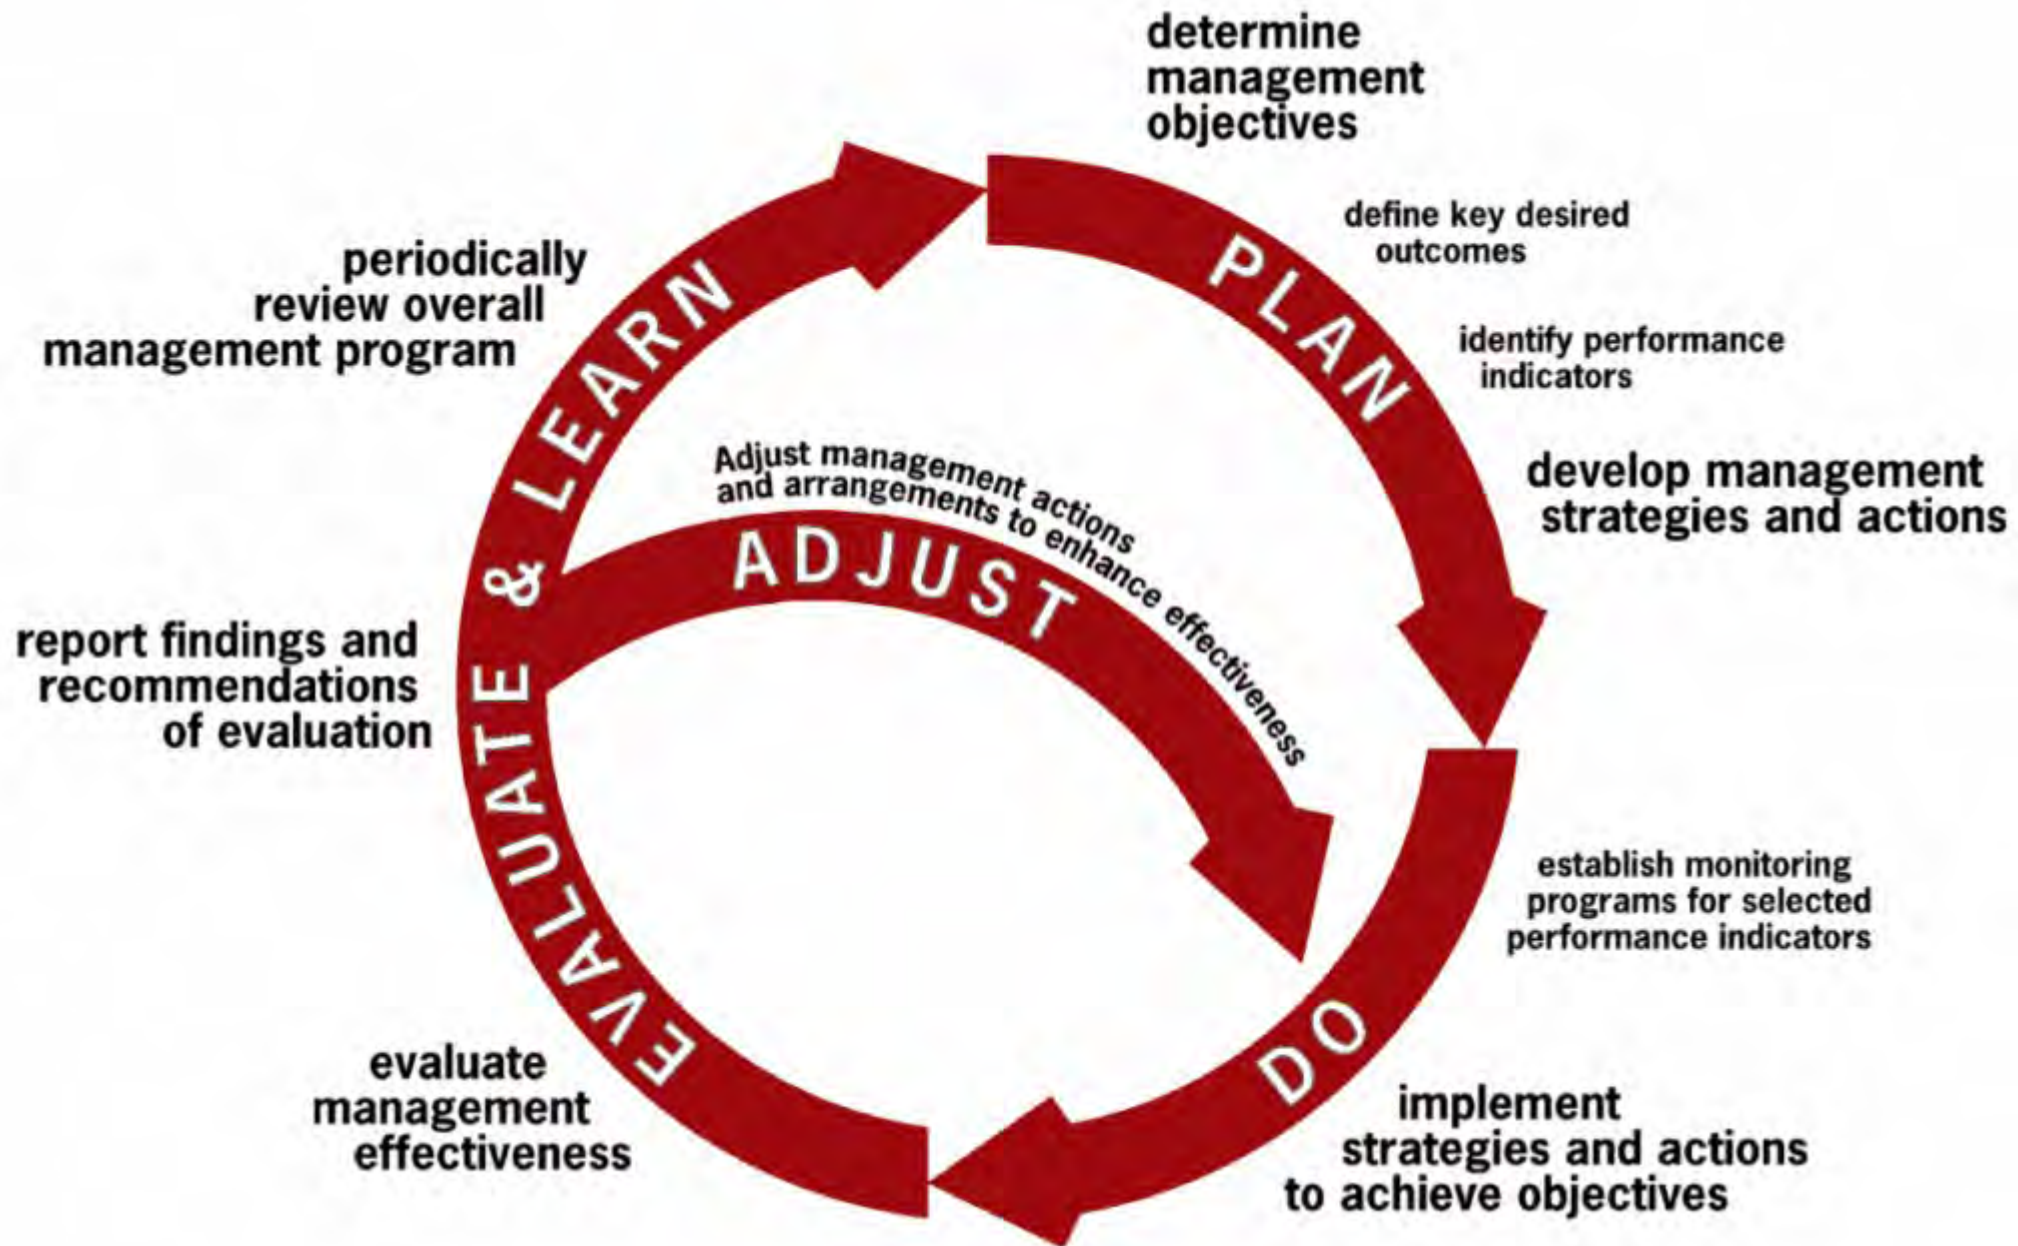 determine
management
objectives
define key desired
outcomes
PLAN
identify performance
indicators
develop management
strategies and actions
establish monitoring
programs for selected
performance indicators
DO
implement
strategies and actions
to achieve objectives
evaluate
management
effectiveness
EVALUATE & LEARN
report findings and
recommendations
of evaluation
periodically
review overall
management program
Adjust management actions
and arrangements to enhance effectiveness
ADJUST